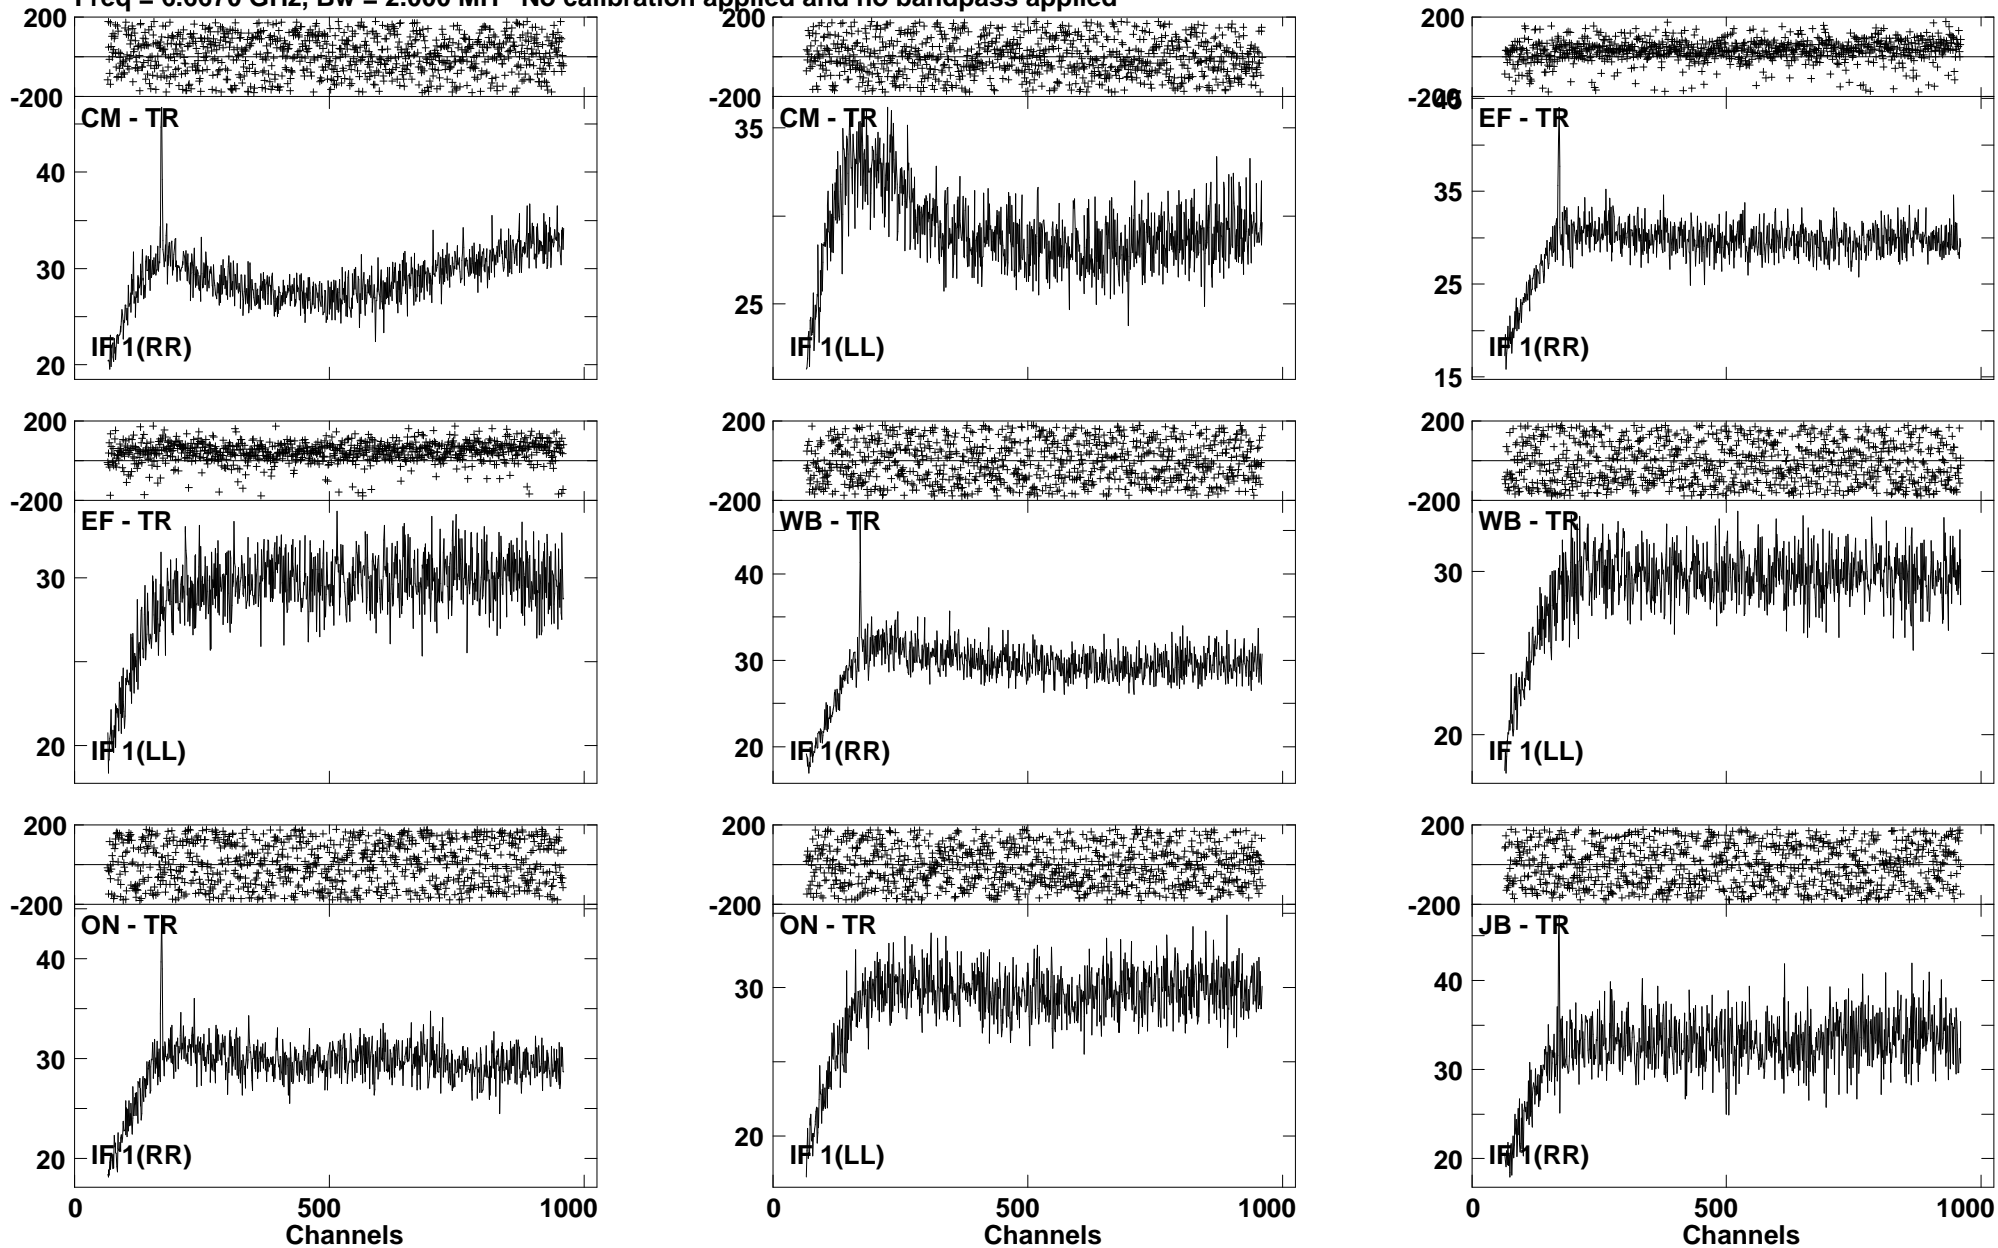 Freq = 6.6670 GHz, Bw = 2.000 MH No calibration applied and no bandpass applied
200
-200
CM - TR
40
30
20
IF 1(RR)
200
-200
CM - TR
35
25
IF 1(LL)
200
-200
40
EF - TR
35
25
15
IF 1(RR)
200
-200
EF - TR
30
20
IF 1(LL)
200
-200
WB - TR
40
30
20
IF 1(RR)
200
-200
WB - TR
30
20
IF 1(LL)
200
-200
ON - TR
40
30
20
IF 1(RR)
0 500 1000
Channels
200
-200
ON - TR
30
20
IF 1(LL)
0 500 1000
Channels
200
-200
JB - TR
40
30
20
IF 1(RR)
0 500 1000
Channels